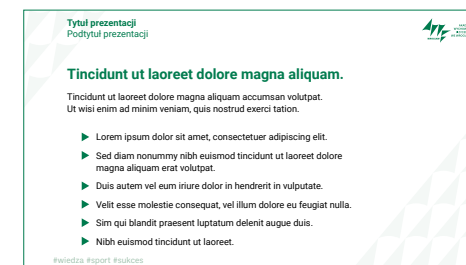 Tytuł prezentacji
Podtytuł prezentacji
Tincidunt ut laoreet dolore magna aliquam.
Tincidunt ut laoreet dolore magna aliquam accumsan volutpat.
Ut wisi enim ad minim veniam, quis nostrud exerci tation.
Lorem ipsum dolor sit amet, consectetuer adipiscing elit.
Sed diam nonummy nibh euismod tincidunt ut laoreet dolore
magna aliquam erat volutpat.
Duis autem vel eum iriure dolor in hendrerit in vulputate.
Velit esse molestie consequat, vel illum dolore eu feugiat nulla.
Sim qui blandit praesent luptatum delenit augue duis.
Nibh euismod tincidunt ut laoreet.
#wiedza #sport #sukces